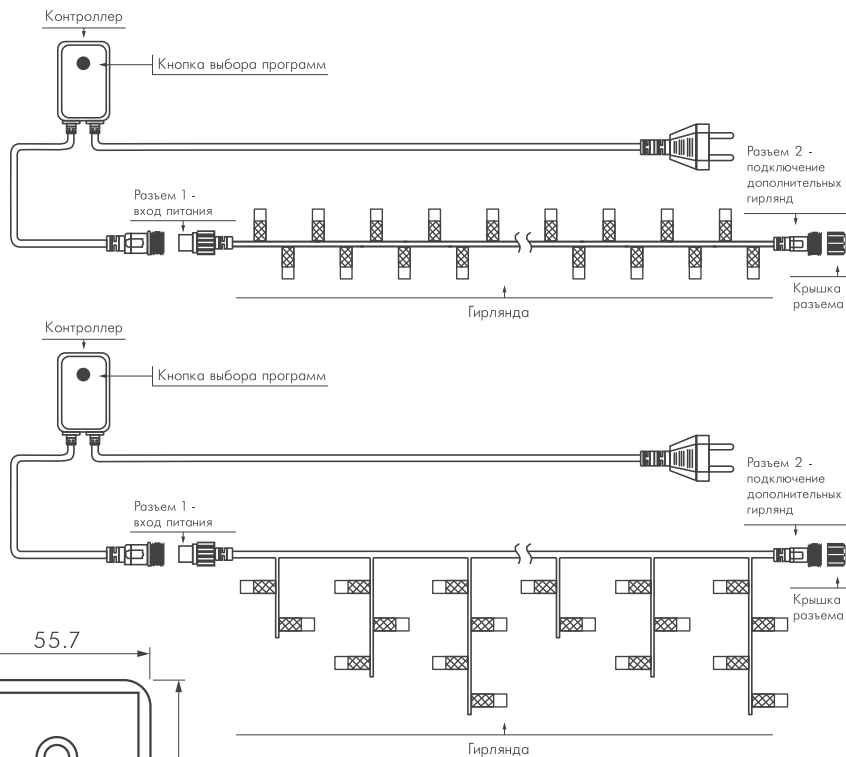 Контроллер
Кнопка выбора программ
Разъем 2 -
подключение
дополнительных
гирлянд
Разъем 1 -
вход питания
Крышка
разъема
Гирлянда
Контроллер
Кнопка выбора программ
Разъем 2 -
подключение
дополнительных
гирлянд
Разъем 1 -
вход питания
Крышка
разъема
55.7
Гирлянда